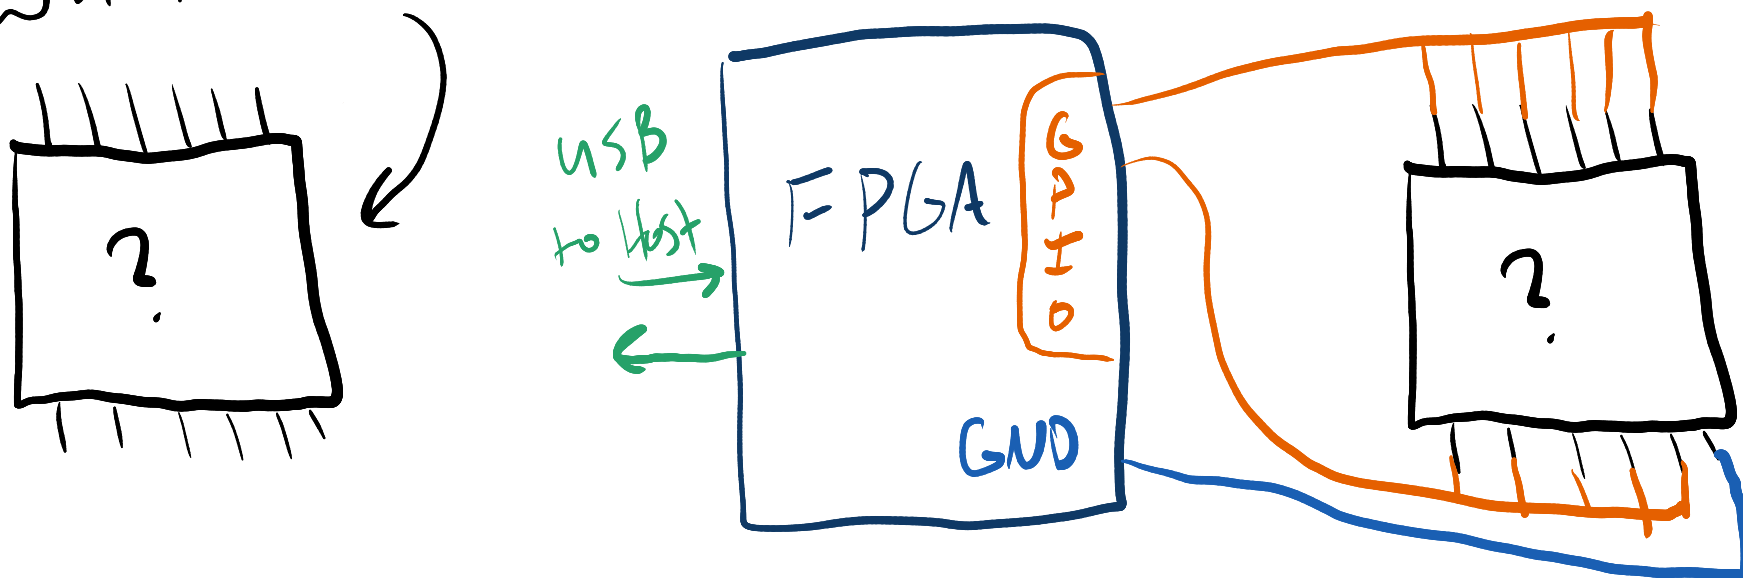 ?
USB
to Host
FPGA
GPIO
GND
?